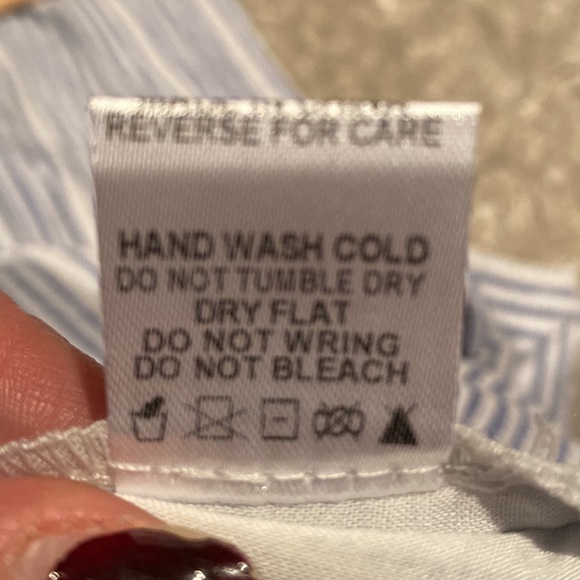 REVERSE FOR CARE
HAND WASH COLD
DO NOT TUMBLE DRY
DRY FLAT
DO NOT WRING
DO NOT BLEACH